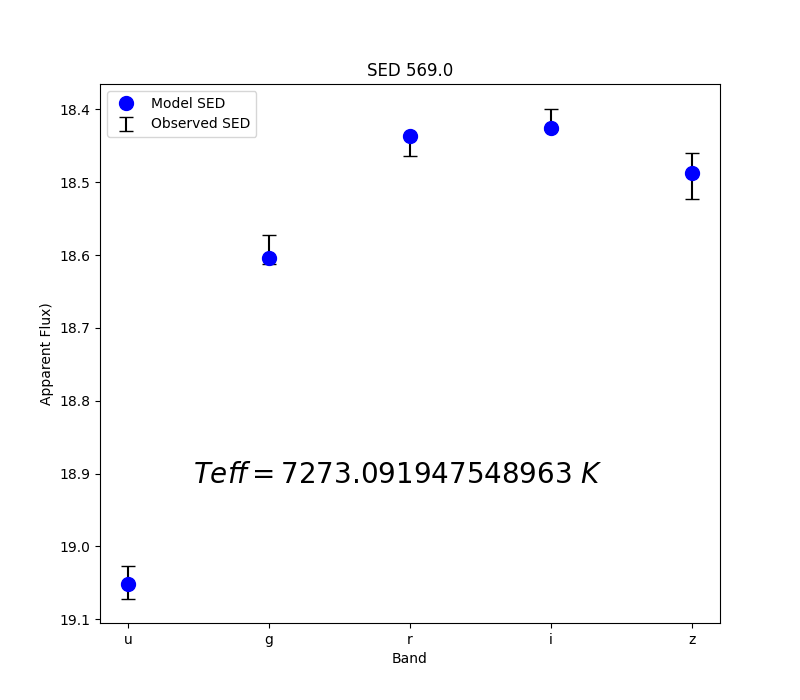 SED 569.0
Model SED
Observed SED
18.4
18.5
18.6
18.7
18.8
18.9
19.0
19.1
Apparent Flux)
Teff = 7273.091947548963 K
u g r i z
Band